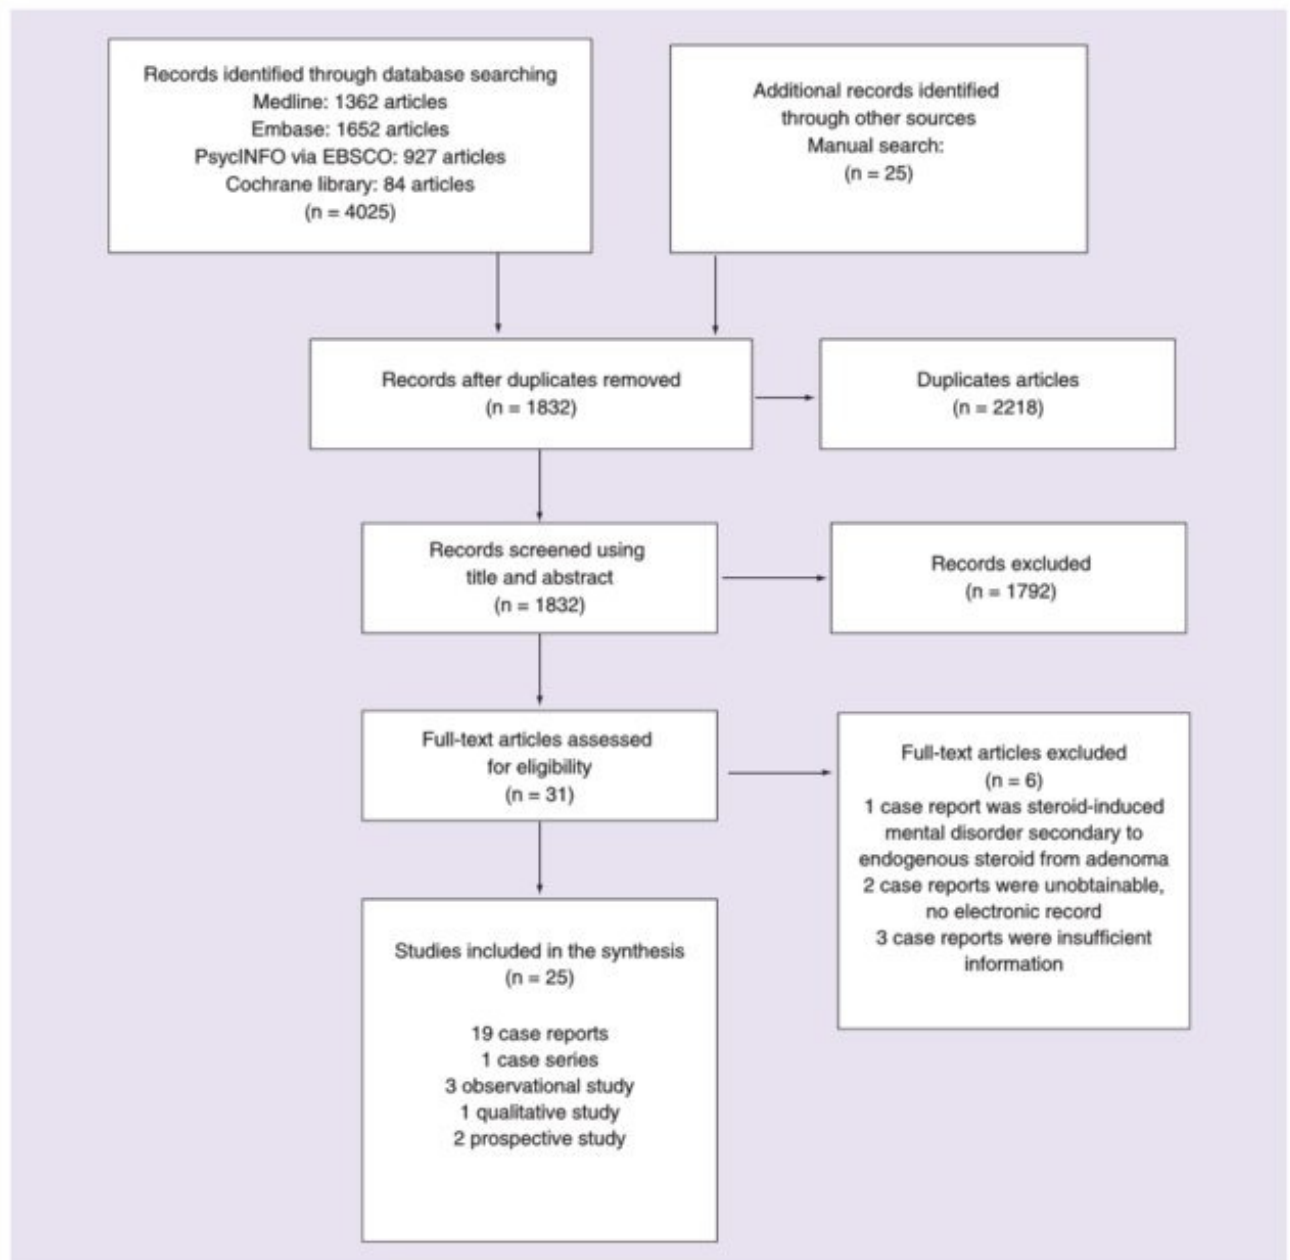 Records identified through database searching
Medline: 1362 articles
Embase: 1652 articles
PsycINFO via EBSCO: 927 articles
Cochrane library: 84 articles
(n = 4025)
Additional records identified
through other sources
Manual search:
(n = 25)
Records after duplicates removed
(n = 1832)
Duplicates articles
(n = 2218)
Records screened using
title and abstract
(n = 1832)
Records excluded
(n = 1792)
Full-text articles assessed
for eligibility
(n = 31)
Full-text articles excluded
(n = 6)
1 case report was steroid-induced
mental disorder secondary to
endogenous steroid from adenoma
2 case reports were unobtainable,
no electronic record
3 case reports were insufficient
information
Studies included in the synthesis
(n = 25)
19 case reports
1 case series
3 observational study
1 qualitative study
2 prospective study